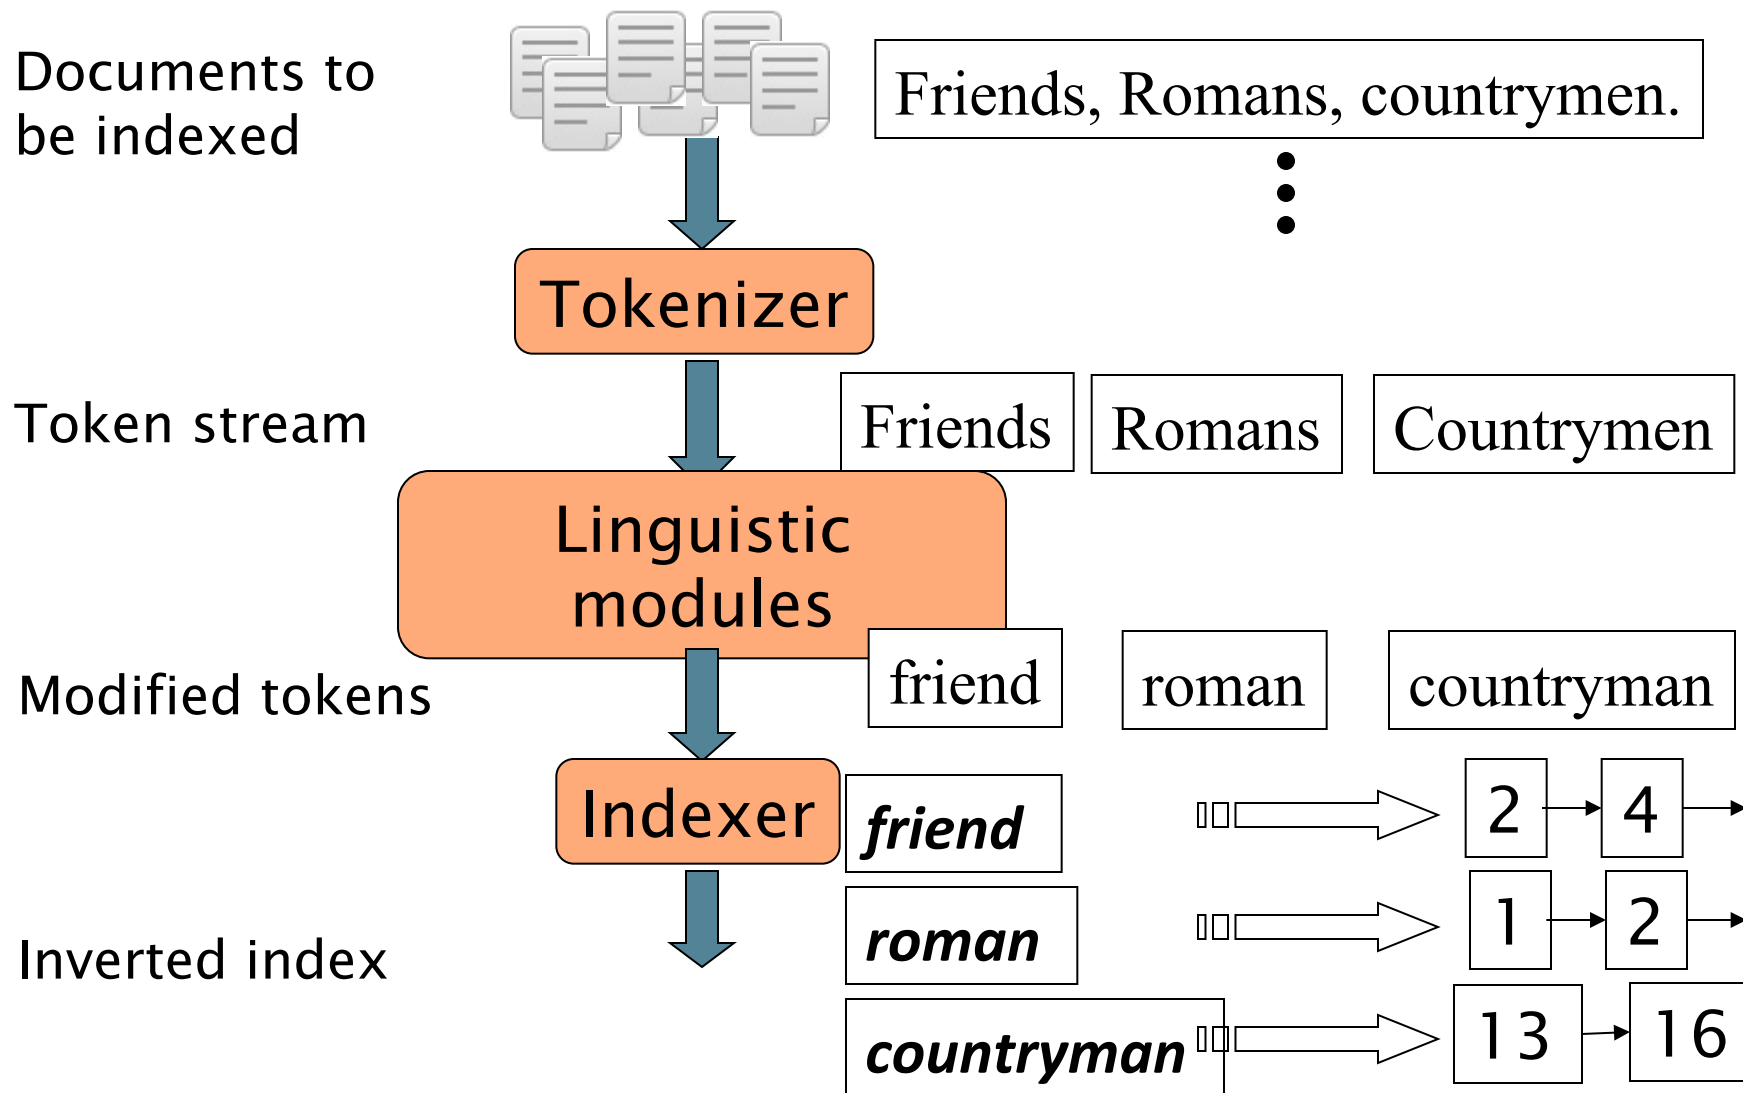 Documents to
be indexed
Friends, Romans, countrymen.
Tokenizer
Token stream
Friends
Romans
Countrymen
Linguistic
modules
Modified tokens
friend
roman
countryman
Indexer
friend
2
4
roman
1
2
Inverted index
countryman
13
16